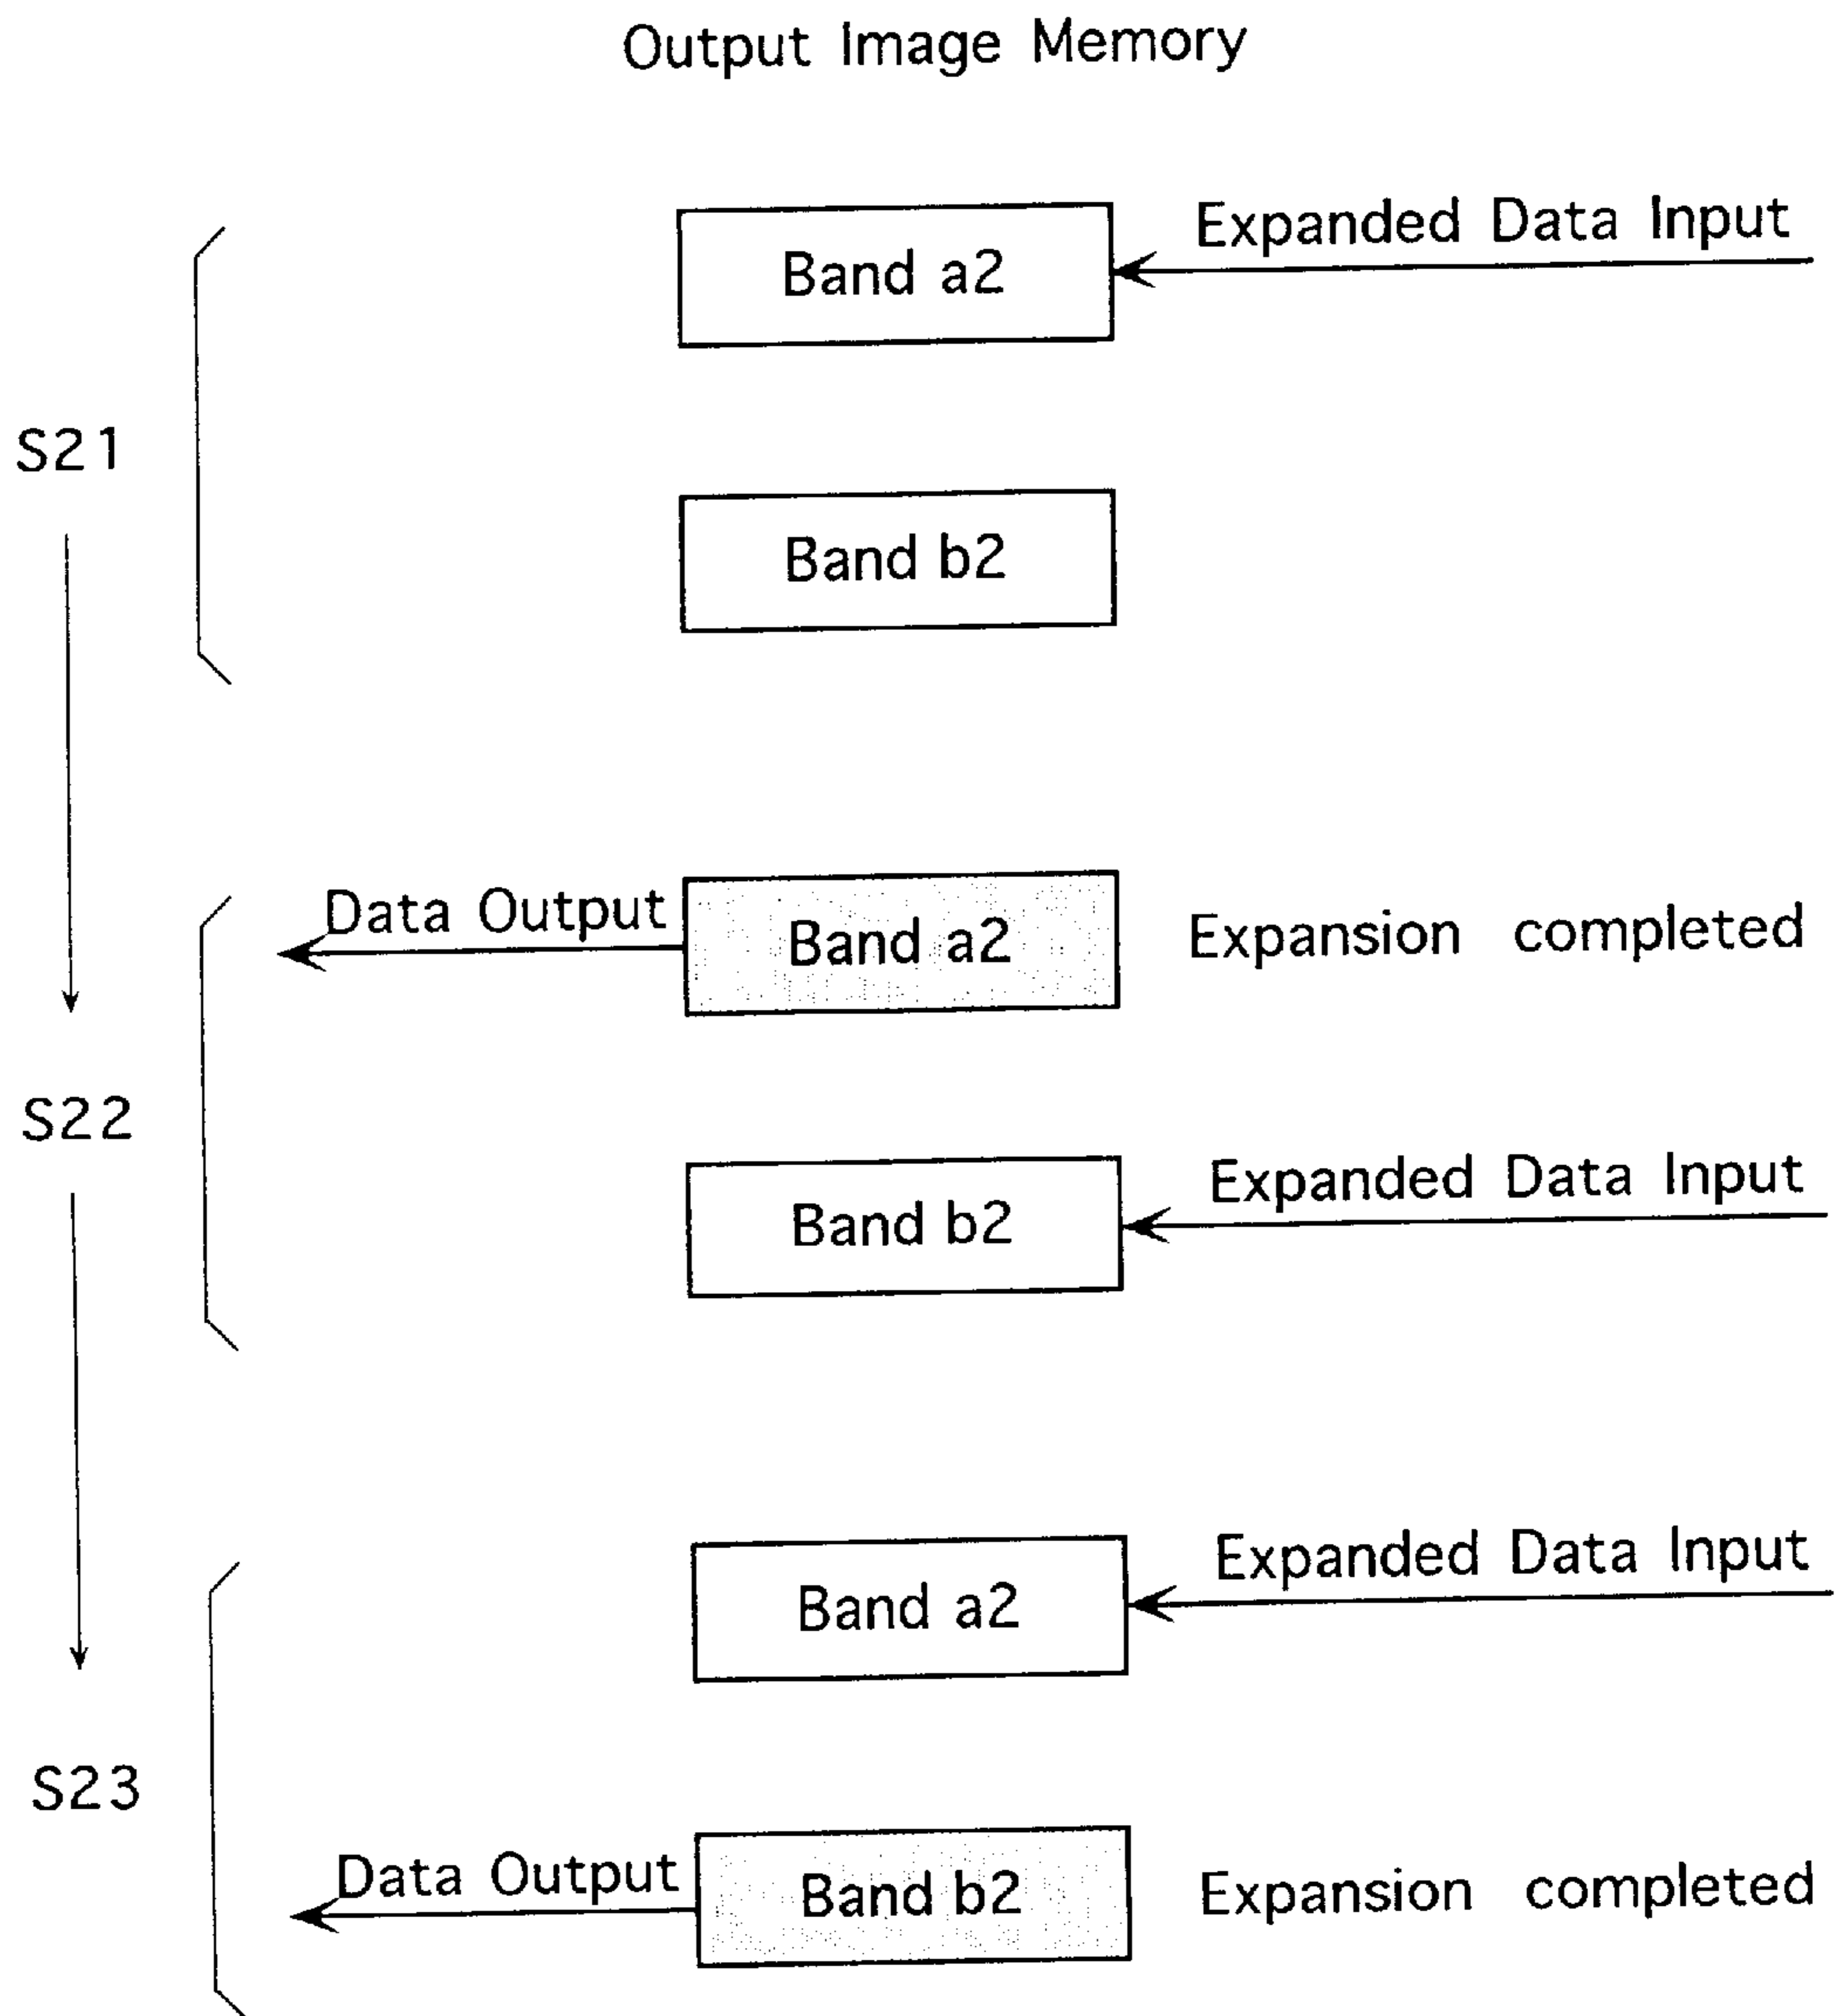 Output Image Memory
Expanded Data Input
Band a2
S21
Band b2
Data Output
Band a2
Expansion completed
S22
Expanded Data Input
Band b2
Expanded Data Input
Band a2
S23
Data Output
Band b2
Expansion completed